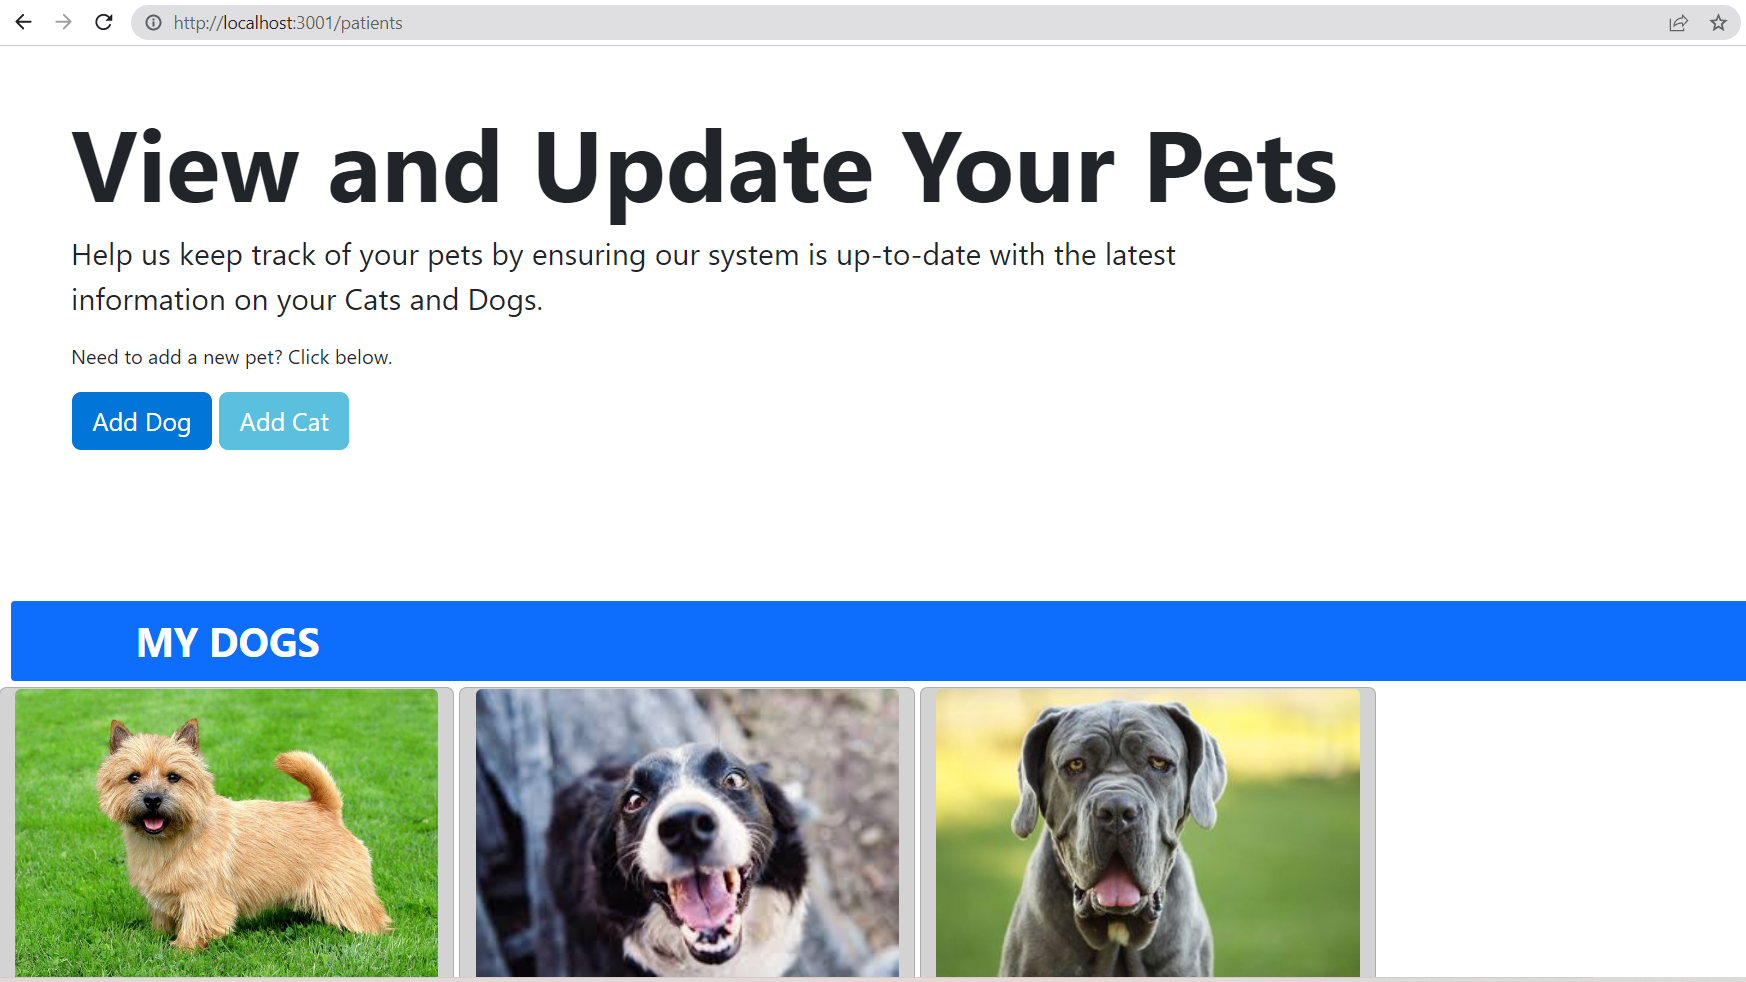 http://localhost:3001/patients
View and Update Your Pets
Help us keep track of your pets by ensuring our system is up-to-date with the latest
information on your Cats and Dogs.
Need to add a new pet? Click below.
Add Dog Add Cat
MY DOGS